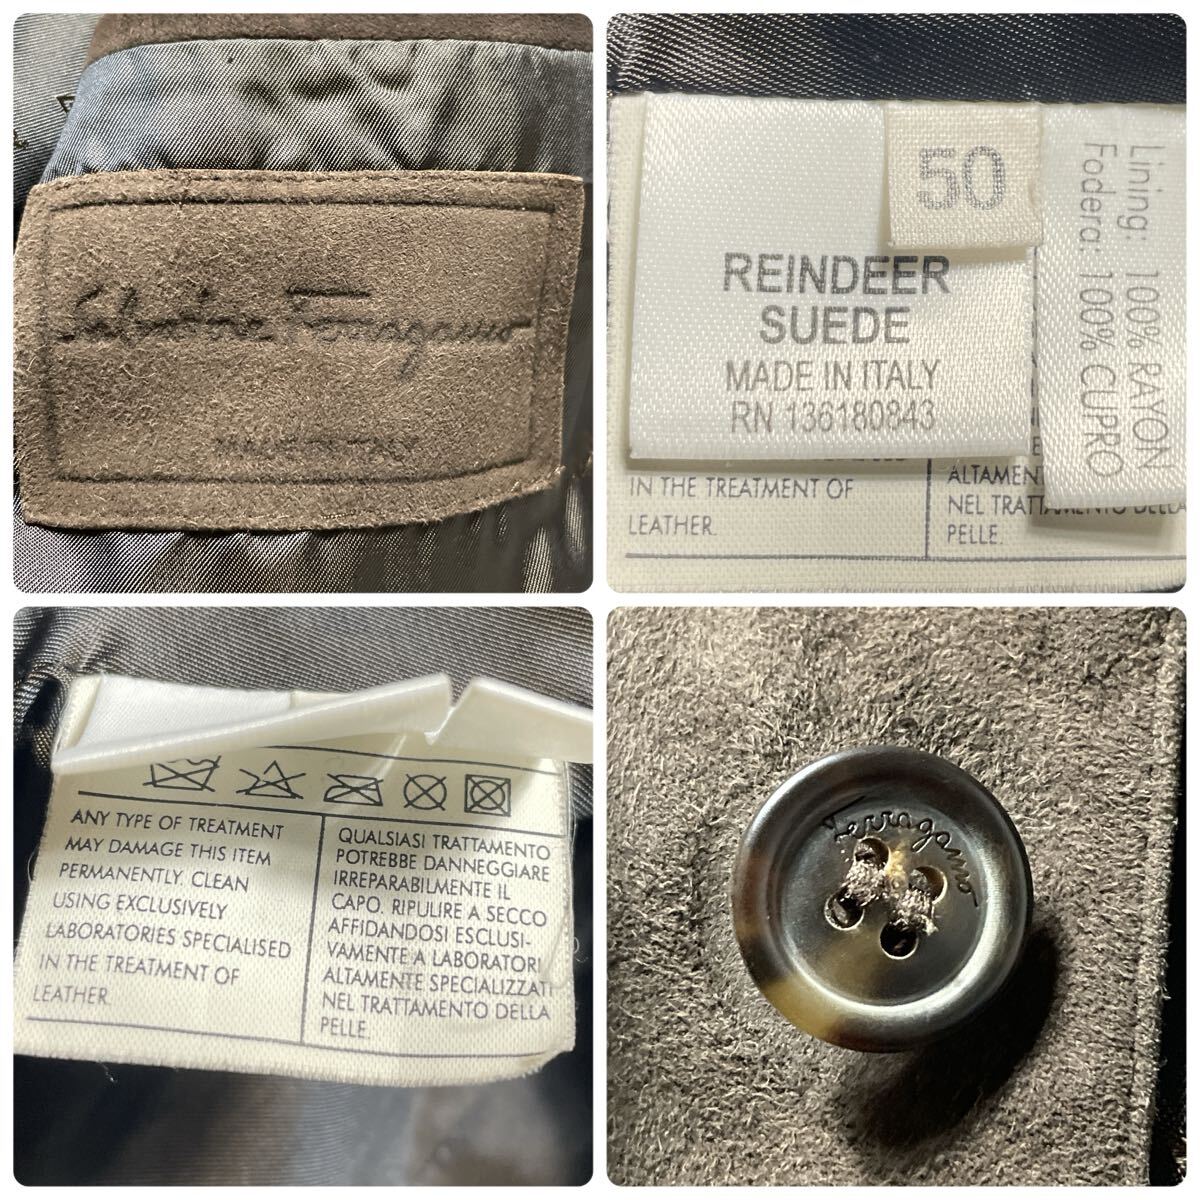 Salvatore Ferragamo
MADE IN ITALY
50
REINDEER
SUEDE
MADE IN ITALY
RN 136180843
Lining: 100% RAYON
Fodera: 100% CUPRO
IN THE TREATMENT OF
LEATHER.
NEL TRATTAMENTO DELLA
PELLE.
ANY TYPE OF TREATMENT
MAY DAMAGE THIS ITEM
PERMANENTLY. CLEAN
USING EXCLUSIVELY
LABORATORIES SPECIALISED
IN THE TREATMENT OF
LEATHER.
QUALSIASI TRATTAMENTO
POTREBBE DANNEGGIARE
IRREPARABILMENTE IL
CAPO. RIPULIRE A SECCO
AFFIDANDOSI ESCLUSI-
VAMENTE A LABORATORI
ALTAMENTE SPECIALIZZATI
NEL TRATTAMENTO DELLA
PELLE.
Ferragamo